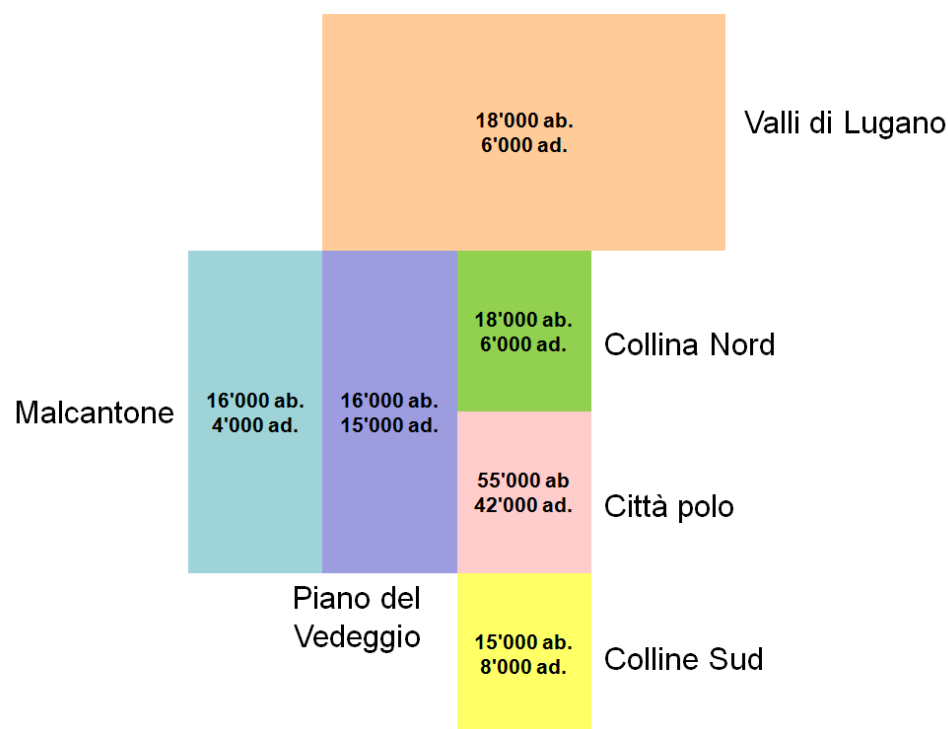 18'000 ab.
6'000 ad.
Valli di Lugano
18'000 ab.
6'000 ad.
Collina Nord
Malcantone
16'000 ab.
4'000 ad.
16'000 ab.
15'000 ad.
55'000 ab
42'000 ad.
Città polo
Piano del
Vedeggio
15'000 ab.
8'000 ad.
Colline Sud